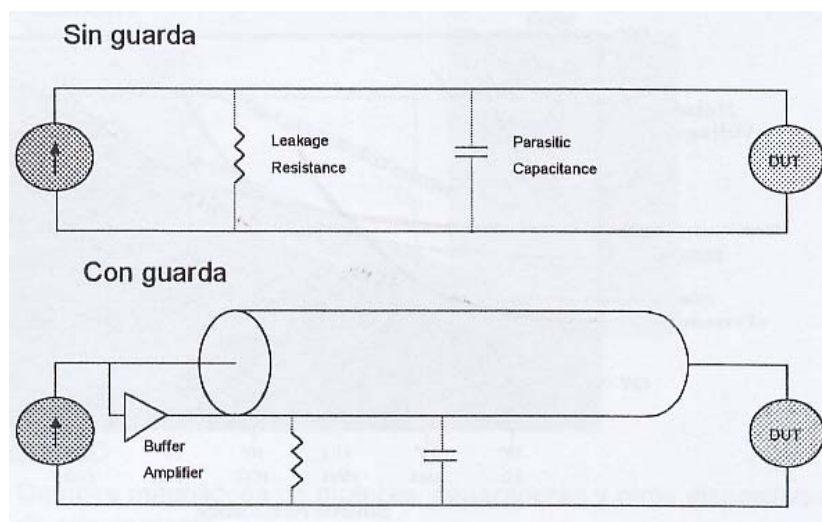 Sin guarda
Leakage
Resistance
Parasitic
Capacitance
DUT
Con guarda
Buffer
Amplifier
DUT